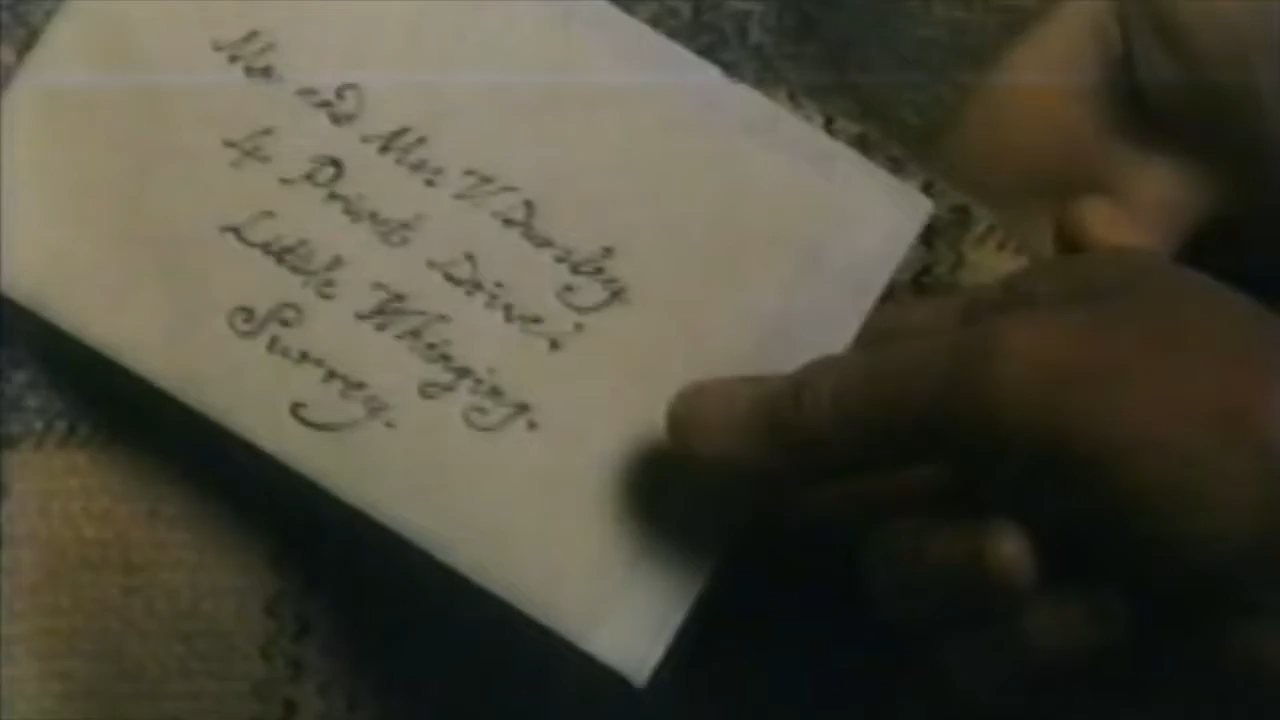 Mr. and Mrs V Dursley
4. Privet Drive.
Little Whinging.
Surrey.